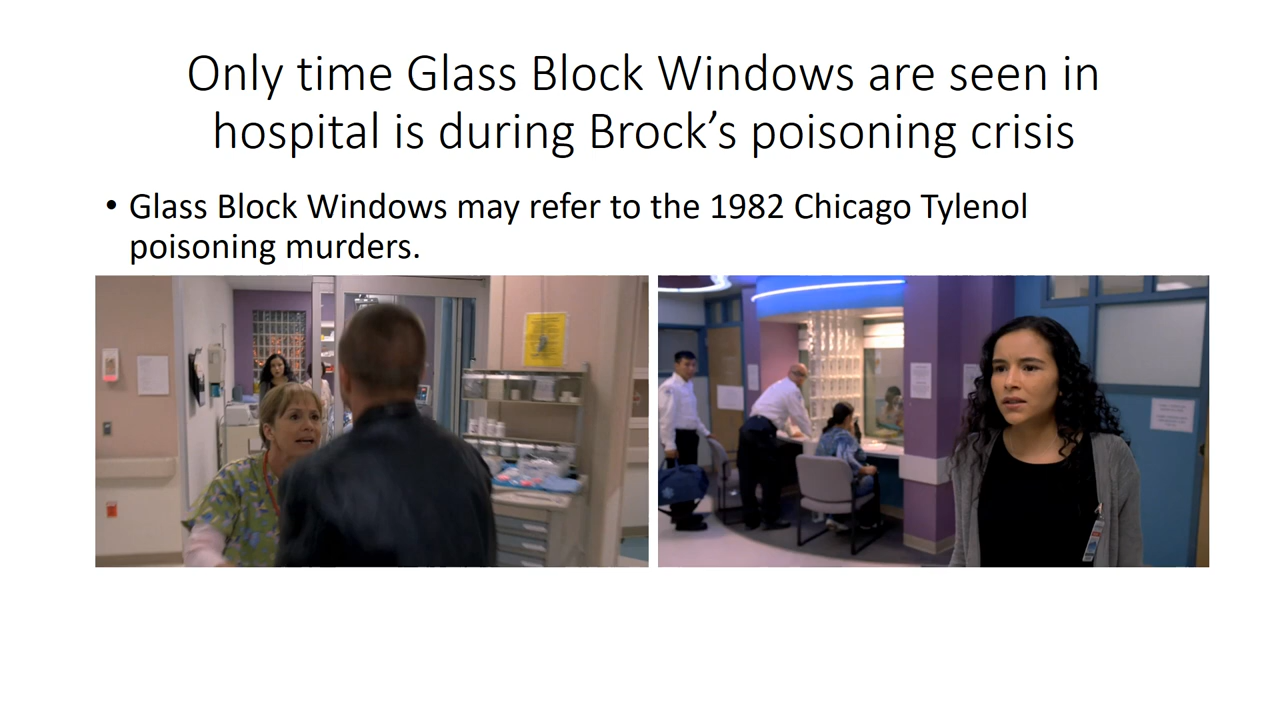 Only time Glass Block Windows are seen in
hospital is during Brock’s poisoning crisis
• Glass Block Windows may refer to the 1982 Chicago Tylenol
poisoning murders.